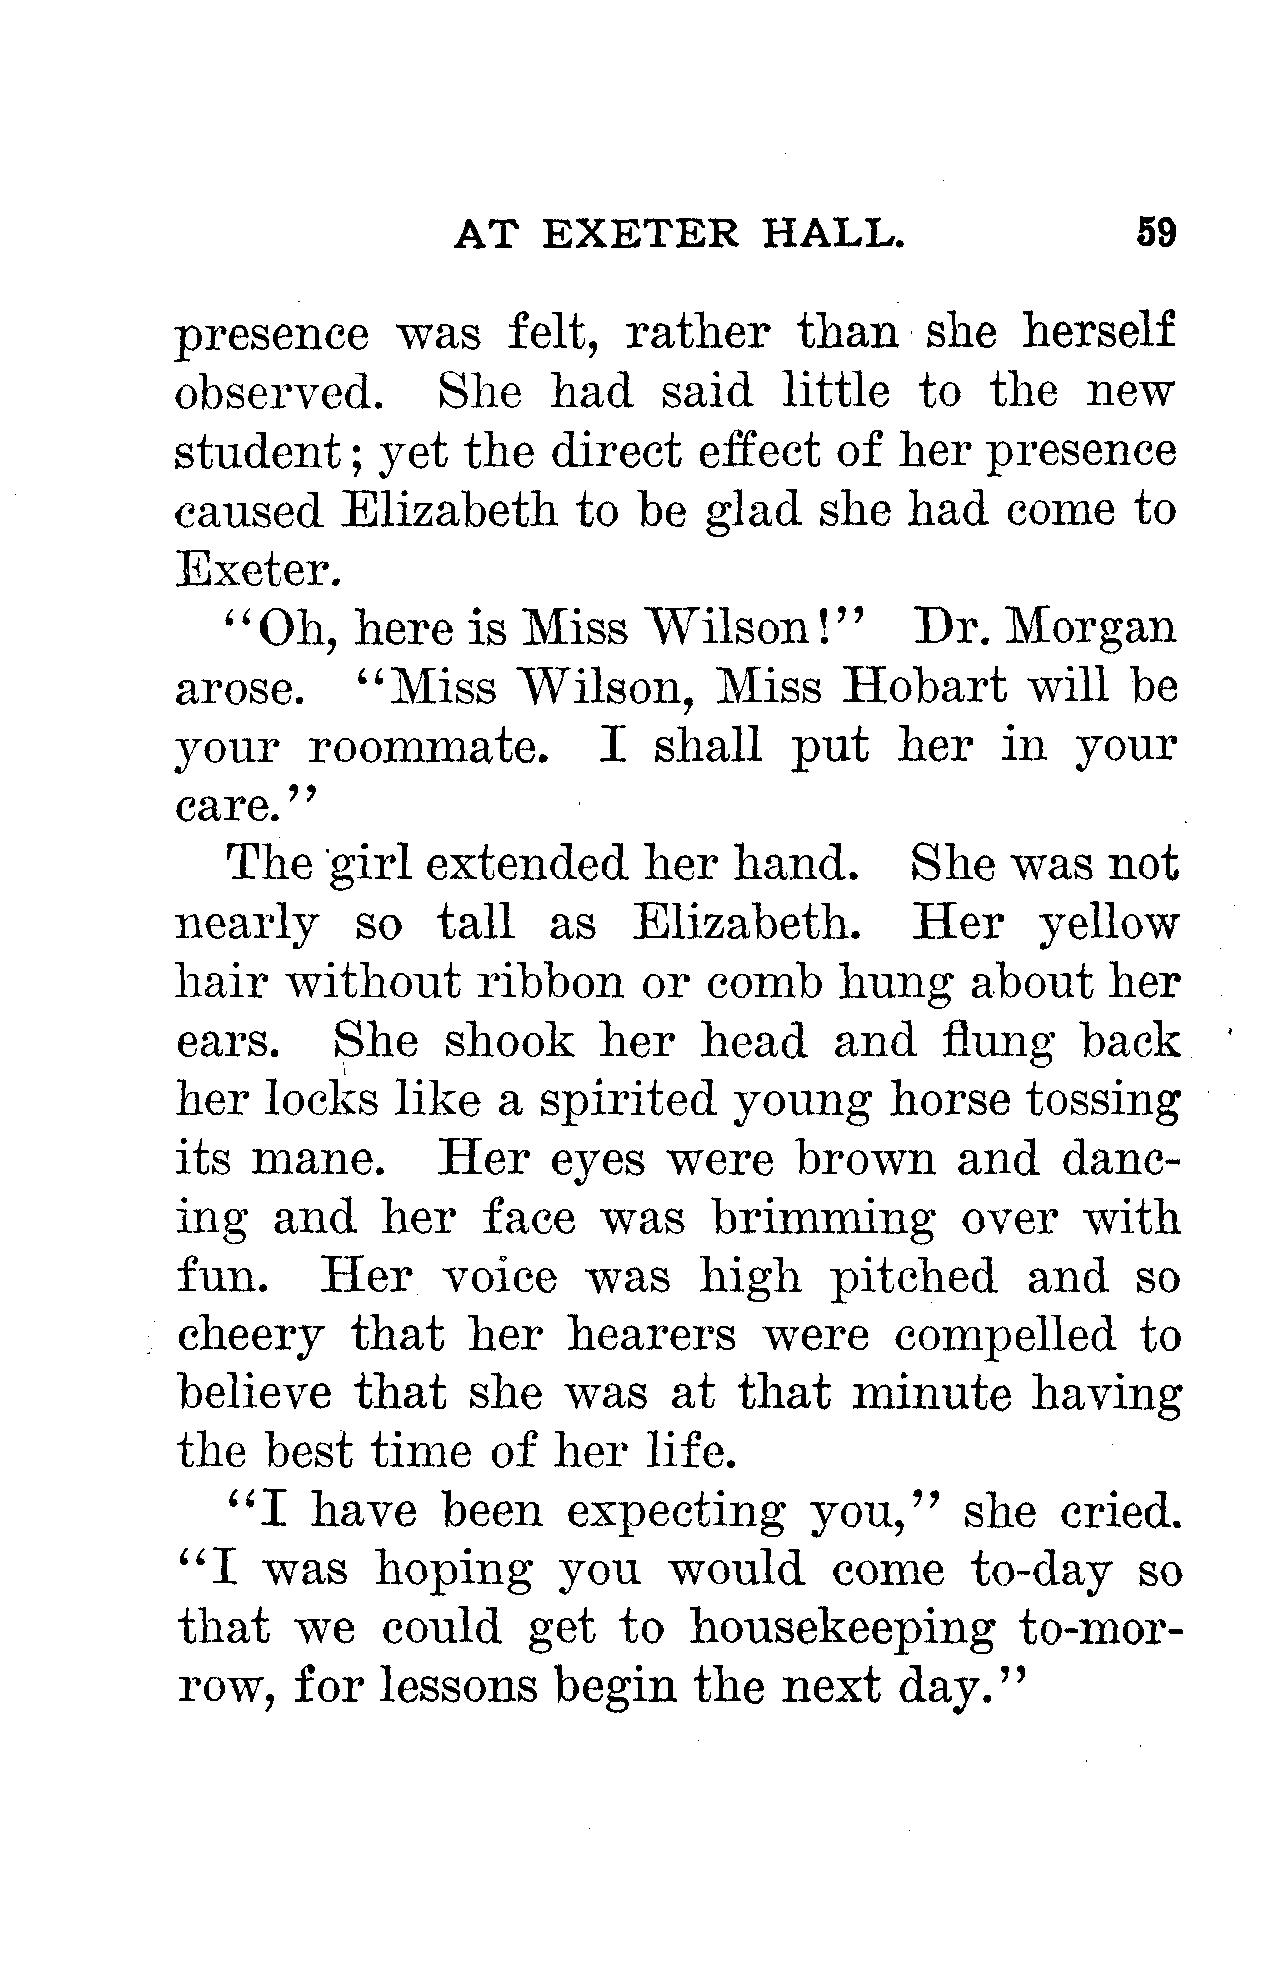 AT EXETER HALL. 59
presence was felt, rather than she herself
observed. She had said little to the new
student; yet the direct effect of her presence
caused Elizabeth to be glad she had come to
Exeter.
"Oh, here is Miss Wilson!" Dr. Morgan
arose. "Miss Wilson, Miss Hobart will be
your roommate. I shall put her in your
care."
The girl extended her hand. She was not
nearly so tall as Elizabeth. Her yellow
hair without ribbon or comb hung about her
ears. She shook her head and flung back
her locks like a spirited young horse tossing
its mane. Her eyes were brown and danc-
ing and her face was brimming over with
fun. Her voice was high pitched and so
cheery that her hearers were compelled to
believe that she was at that minute having
the best time of her life.
"I have been expecting you," she cried.
"I was hoping you would come to-day so
that we could get to housekeeping to-mor-
row, for lessons begin the next day."